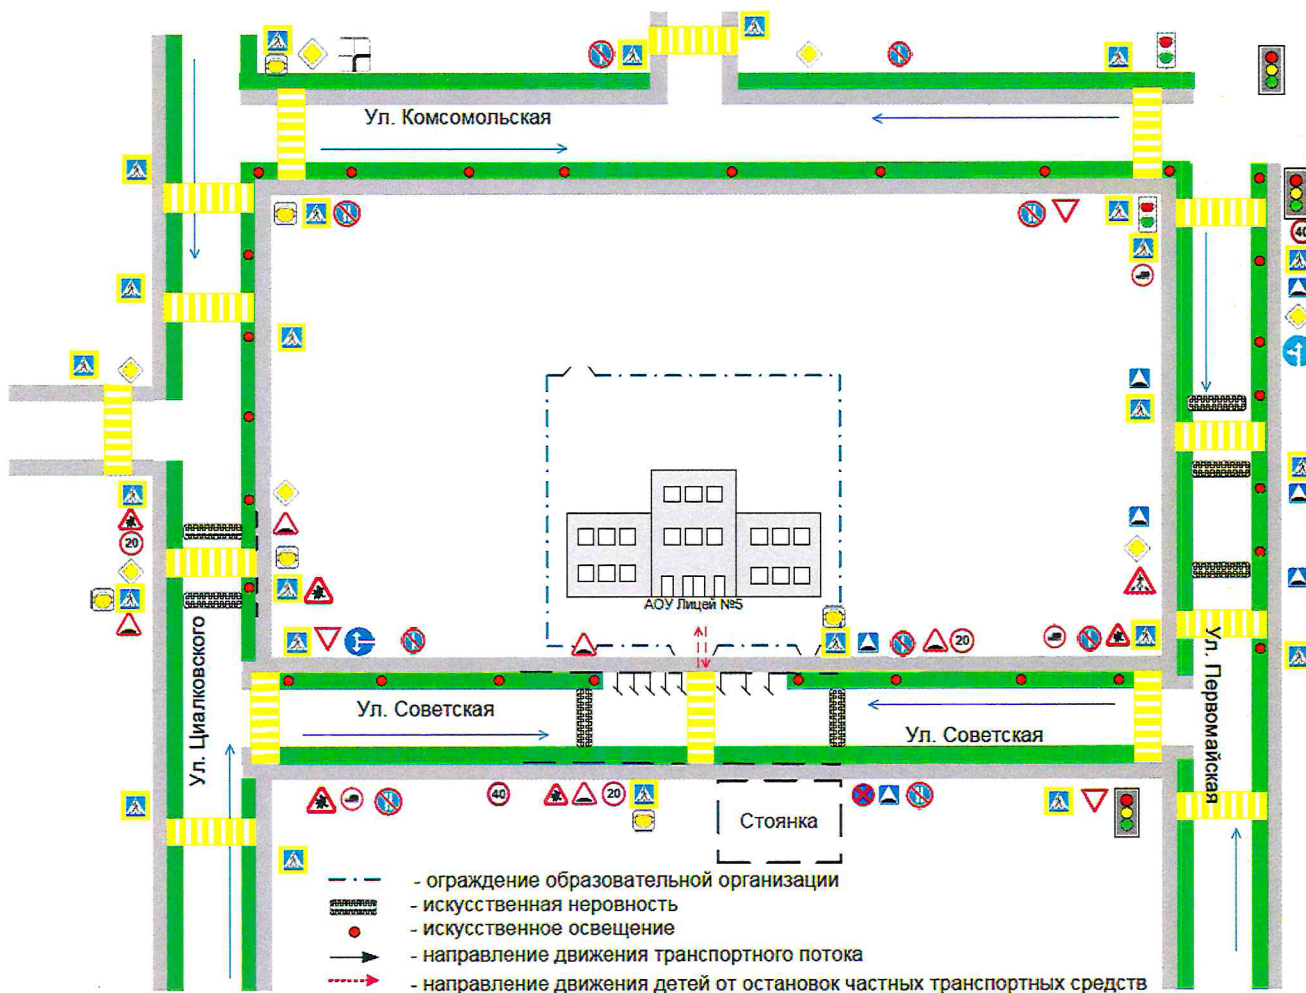 Ул. Комсомольская
40
20
АОУ Лицей №5
20
Ул. Циалковского
Ул. Советская
Ул. Советская
Ул. Первомайская
40
20
Стоянка
- ограждение образовательной организации
- искусственная неровность
- искусственное освещение
- направление движения транспортного потока
- направление движения детей от остановок частных транспортных средств